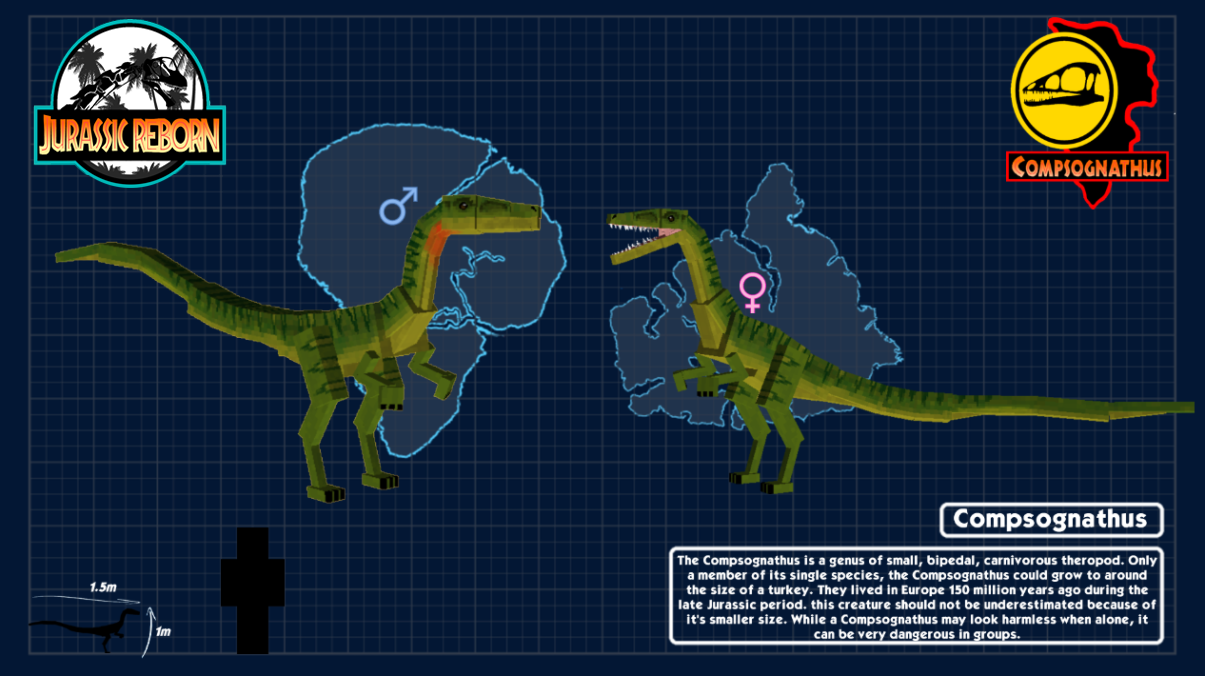 JURASSIC REBORN
COMPSOGNATHUS
♂
♀
Compsognathus
The Compsognathus is a genus of small, bipedal, carnivorous theropod. Only
a member of its single species, the Compsognathus could grow to around
the size of a turkey. They lived in Europe 150 million years ago during the
late Jurassic period. this creature should not be underestimated because of
it's smaller size. While a Compsognathus may look harmless when alone, it
can be very dangerous in groups.
1.5m
1m